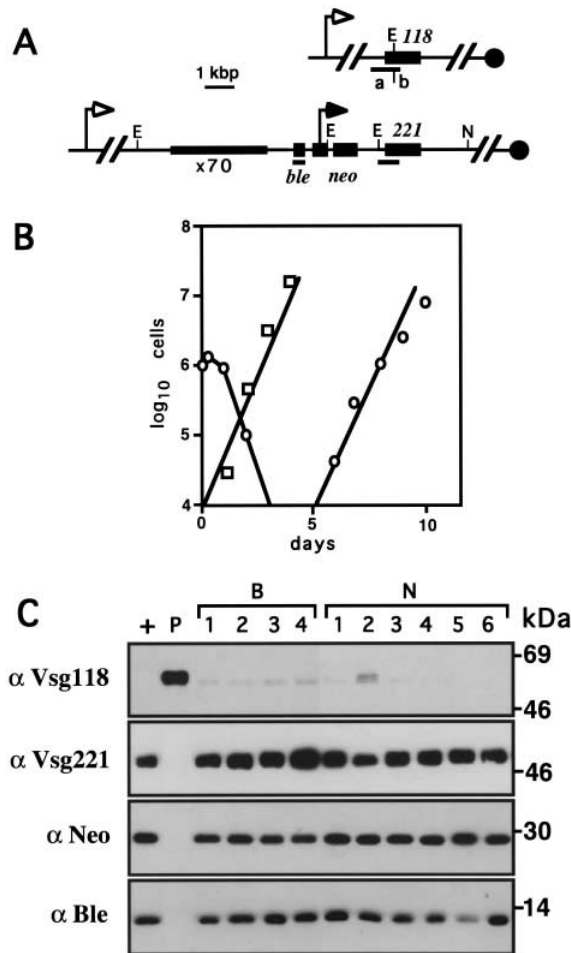 A
E 118
a b
1 kbp
E E E 221 N
x70 ble neo
B
8
7
6
5
4
log10 cells
0 5 10
days
C
B N kDa
+ P 1 2 3 4 1 2 3 4 5 6
α Vsg118
69
46
α Vsg221
46
α Neo
30
α Ble
14